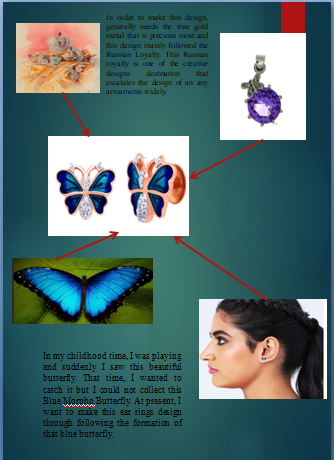 In order to make this design,
generally needs the rose gold
metal that is precious most and
this design mainly followed the
Russian Loyalty. This Russian
royalty is one of the creative
designs destination that
escalates the design of an any
armaments widely.
In my childhood time, I was playing
and suddenly I saw this beautiful
butterfly. That time, I wanted to
catch it but I could not collect this
Blue Morpho Butterfly. At present, I
want to make this ear rings design
through following the formation of
that blue butterfly.